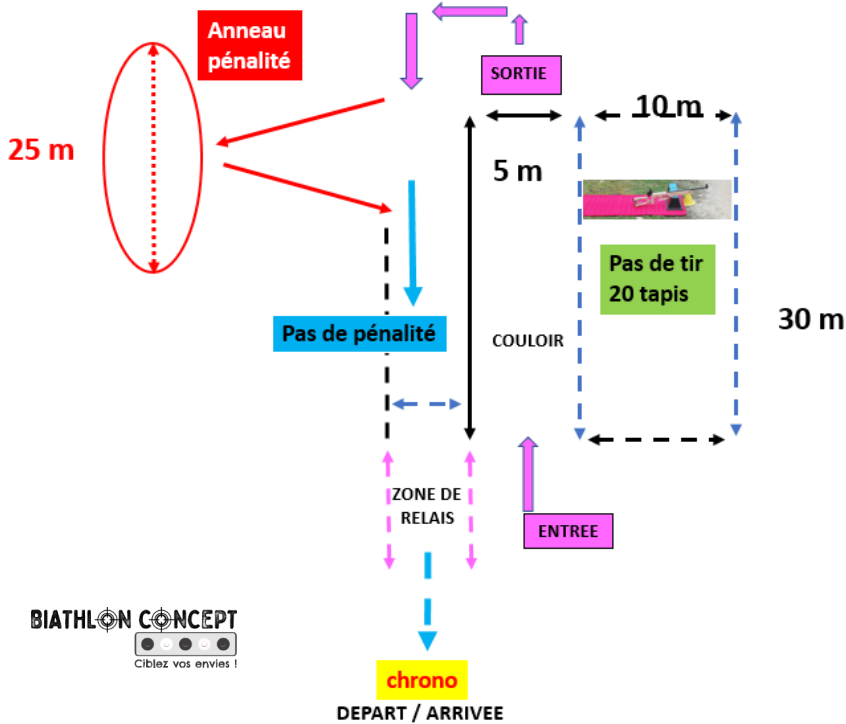 Anneau
pénalité
SORTIE
10 m
25 m
5 m
Pas de tir
20 tapis
30 m
Pas de pénalité
COULOIR
ZONE DE
RELAIS
ENTREE
BIATHLON CONCEPT
Ciblez vos envies !
chrono
DEPART / ARRIVEE